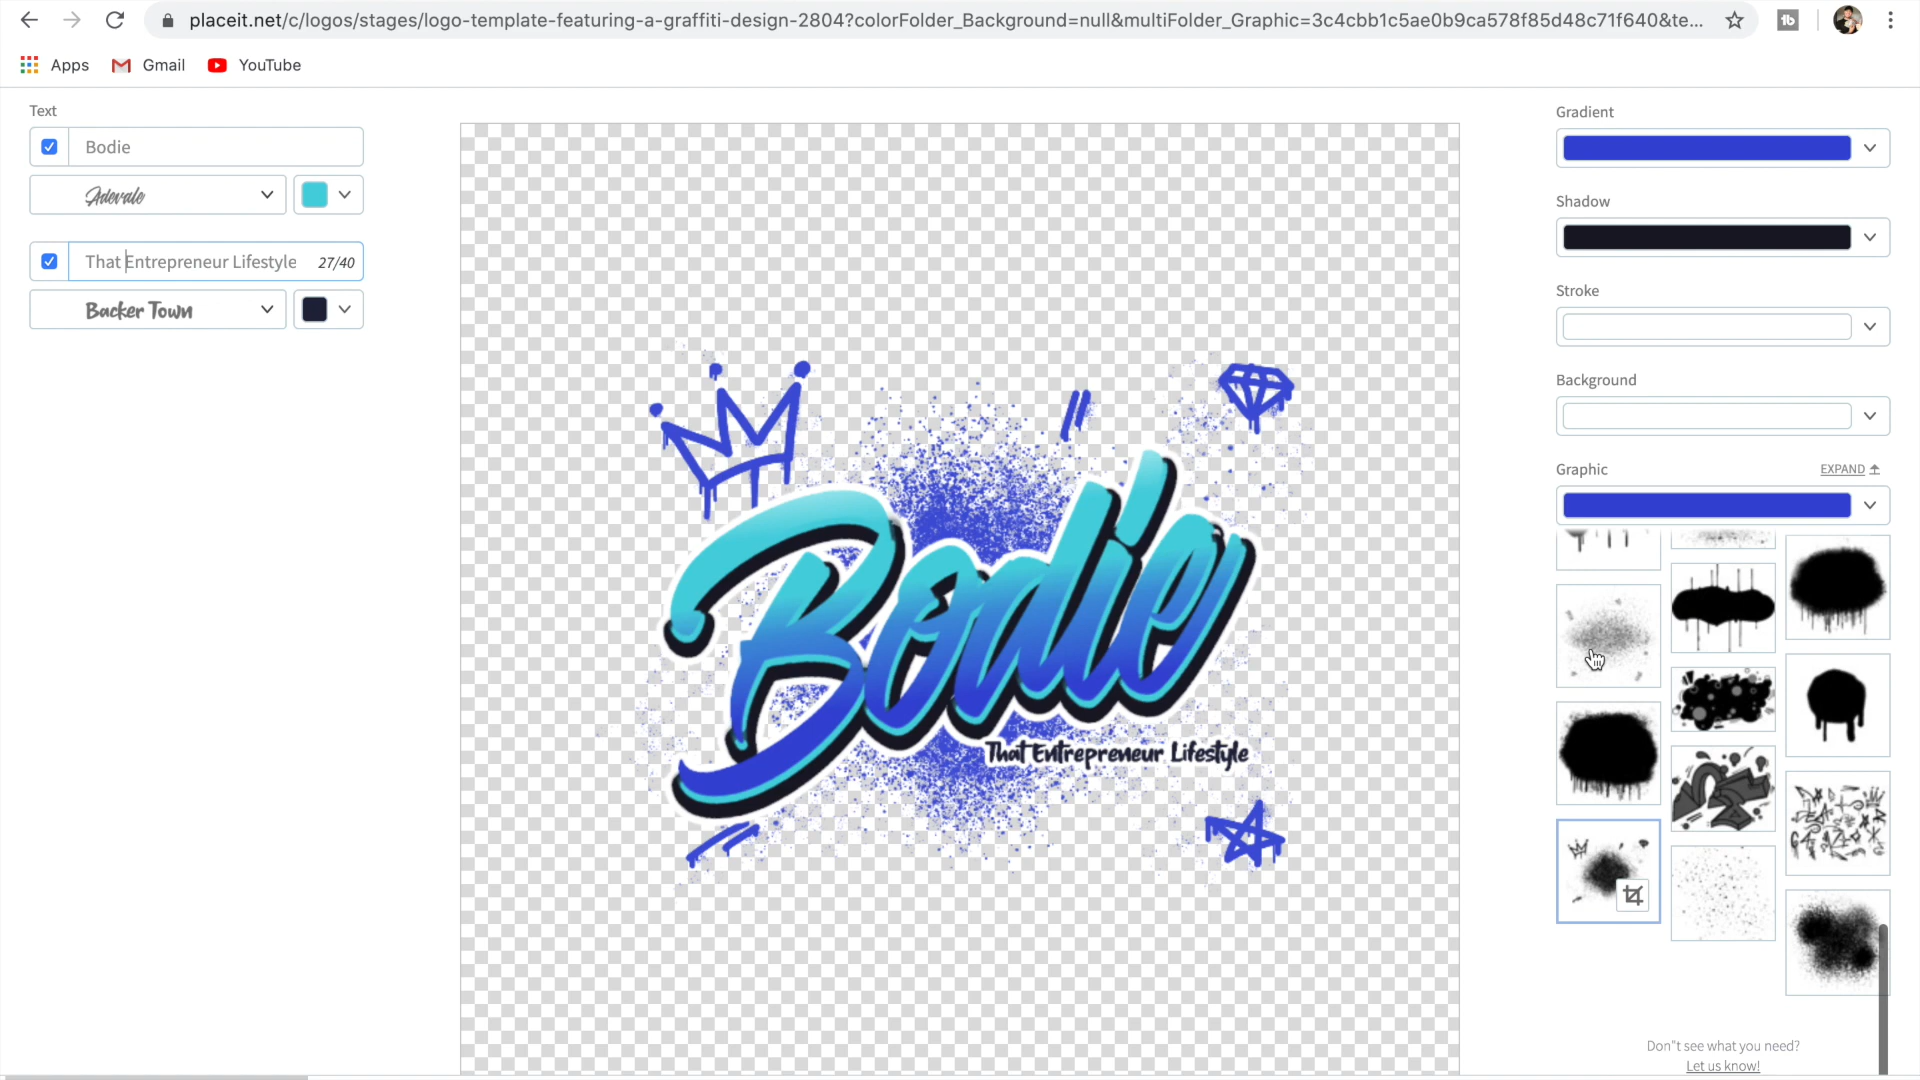 placeit.net/c/logos/stages/logo-template-featuring-a-graffiti-design-2804?colorFolder_Background=null&multiFolder_Graphic=3c4cbb1c5ae0b9ca578f85d48c71f640&te...
Apps
Gmail
YouTube
Text
Bodie
Adevale
That Entrepreneur Lifestyle
27/40
Backer Town
Bodie
That Entrepreneur Lifestyle
Gradient
Shadow
Stroke
Background
Graphic
EXPAND
Don"t see what you need?
Let us know!